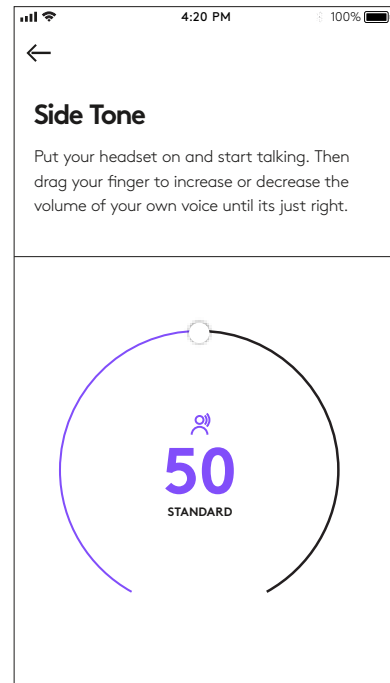 4:20 PM
100%
Side Tone
Put your headset on and start talking. Then
drag your finger to increase or decrease the
volume of your own voice until its just right.
50
STANDARD